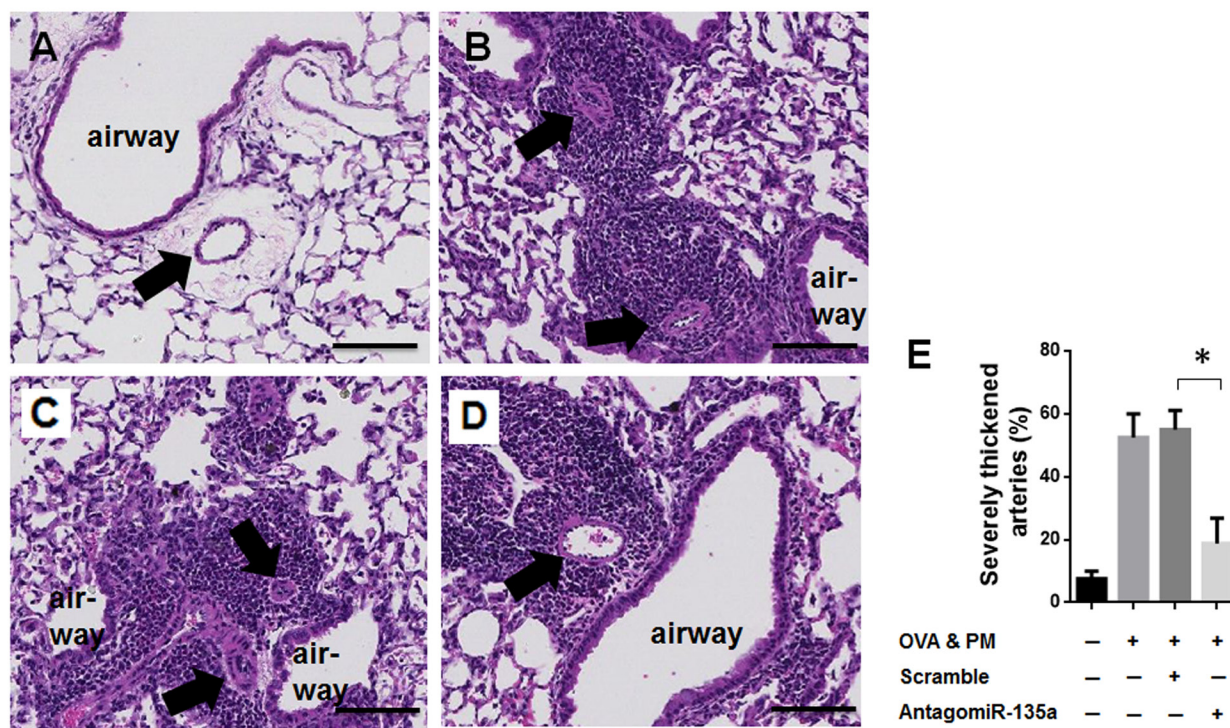 A
airway
B
air-
way
C
air-
way
air-
way
D
airway
E
Severely thickened
arteries (%)
80
60
40
20
0
*
OVA & PM – + + +
Scramble – – + –
AntagomiR-135a – – – +